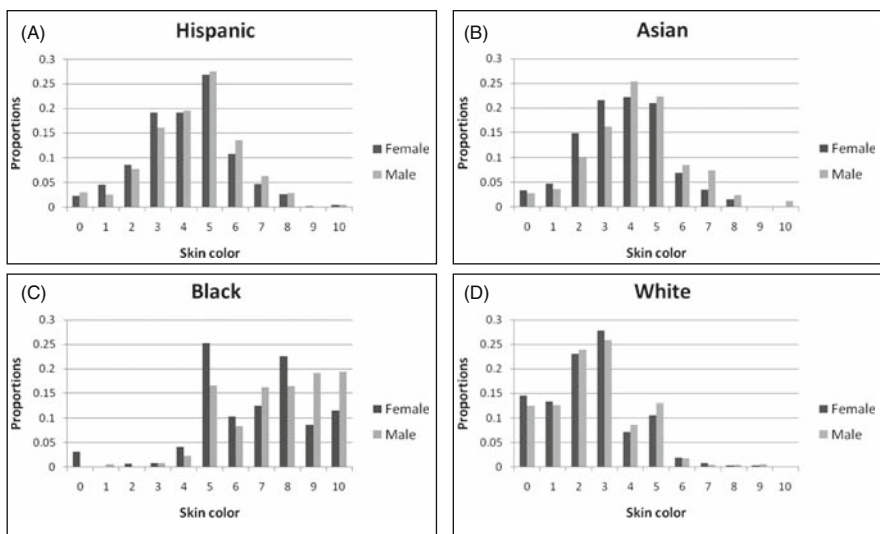 (A)
Hispanic
0.3
0.25
0.2
0.15
0.1
0.05
0
Proportions
0 1 2 3 4 5 6 7 8 9 10
Skin color
Female
Male
(B)
Asian
0.3
0.25
0.2
0.15
0.1
0.05
0
Proportions
0 1 2 3 4 5 6 7 8 9 10
Skin color
Female
Male
(C)
Black
0.3
0.25
0.2
0.15
0.1
0.05
0
Proportions
0 1 2 3 4 5 6 7 8 9 10
Skin color
Female
Male
(D)
White
0.3
0.25
0.2
0.15
0.1
0.05
0
Proportions
0 1 2 3 4 5 6 7 8 9 10
Skin color
Female
Male